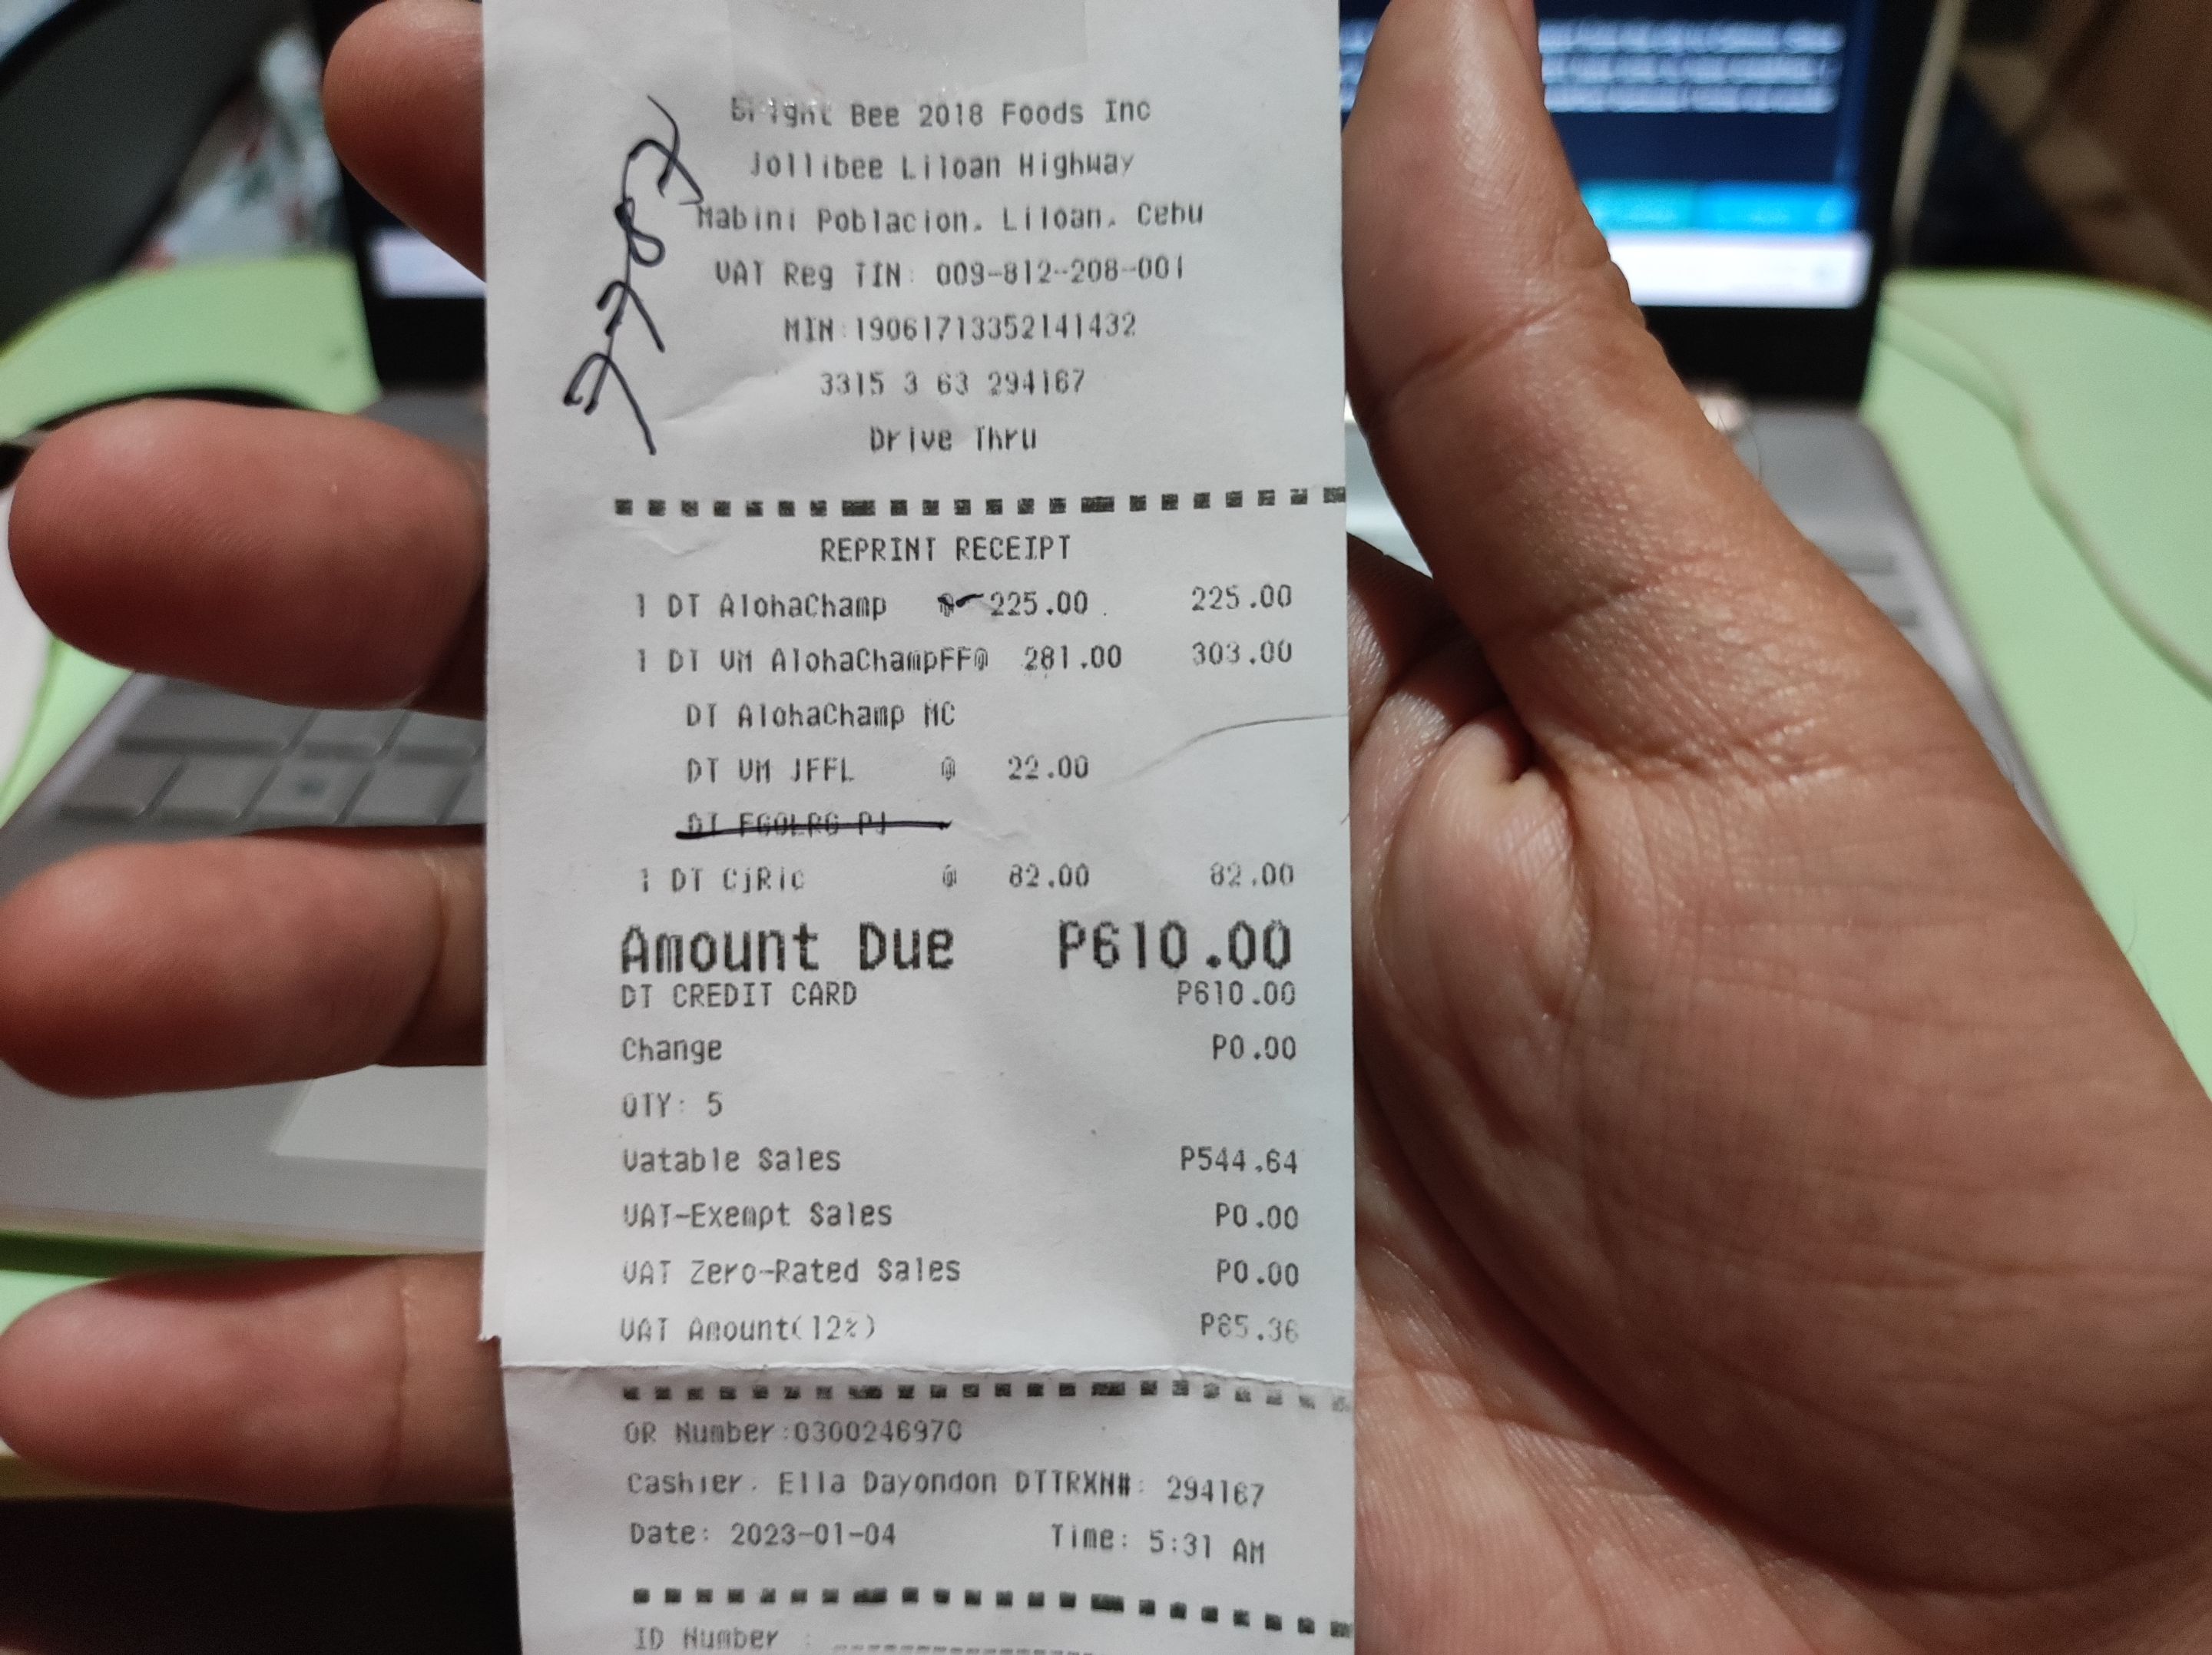 Bright Bee 2018 Foods Inc
Jollibee Liloan Highway
Mabini Poblacion, Liloan, Cebu
VAT Reg TIN: 009-812-208-001
MIN:19061713352141432
3315 3 63 294167
Drive Thru
7787
REPRINT RECEIPT
1 DT AlohaChamp @ 225.00 225.00
1 DT VM AlohaChampFF@ 281.00 303.00
DT AlohaChamp MC
DT VM JFFL @ 22.00
1 DT CjRic @ 82.00 82.00
Amount Due P610.00
DT CREDIT CARD P610.00
Change P0.00
QTY: 5
Vatable Sales P544.64
VAT-Exempt Sales P0.00
VAT Zero-Rated Sales P0.00
VAT Amount(12%) P65.36
OR Number:0300246970
Cashier: Ella Dayondon DTTRXN#: 294167
Date: 2023-01-04 Time: 5:31 AM
ID Number :